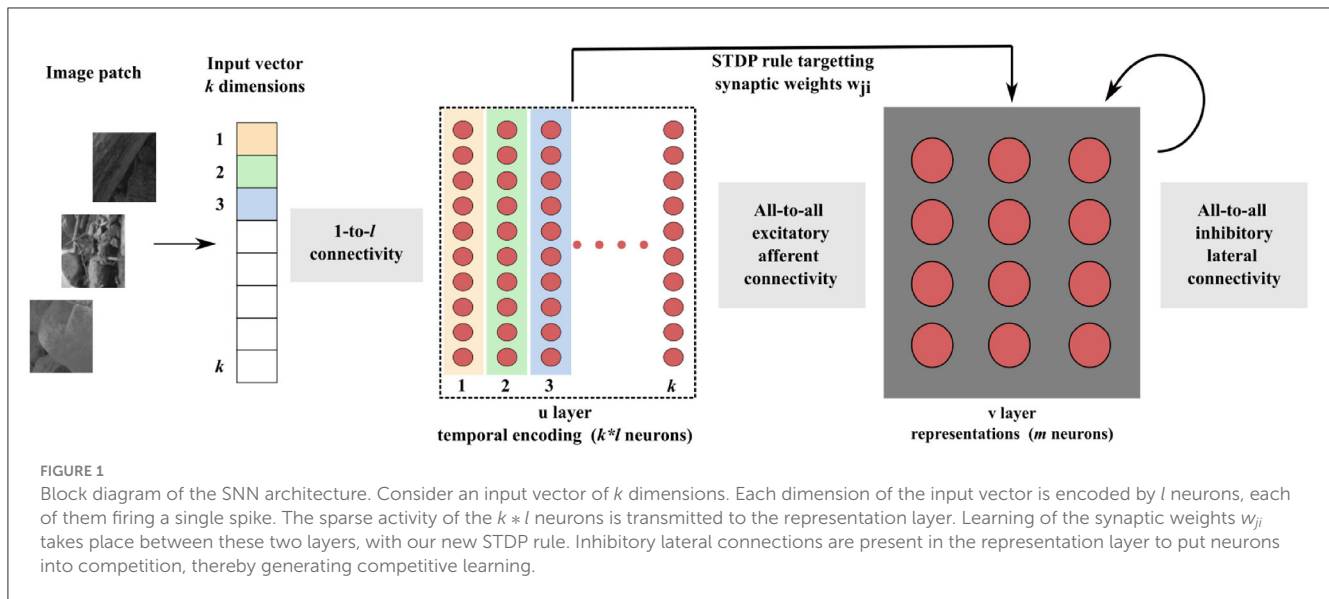 Image patch
Input vector
k dimensions
1
2
3
k
1-to-l
connectivity
1 2 3 k
u layer
temporal encoding (k*l neurons)
STDP rule targetting
synaptic weights wji
All-to-all
excitatory
afferent
connectivity
v layer
representations (m neurons)
All-to-all
inhibitory
lateral
connectivity
FIGURE 1
Block diagram of the SNN architecture. Consider an input vector of k dimensions. Each dimension of the input vector is encoded by l neurons, each
of them firing a single spike. The sparse activity of the k * l neurons is transmitted to the representation layer. Learning of the synaptic weights wji
takes place between these two layers, with our new STDP rule. Inhibitory lateral connections are present in the representation layer to put neurons
into competition, thereby generating competitive learning.